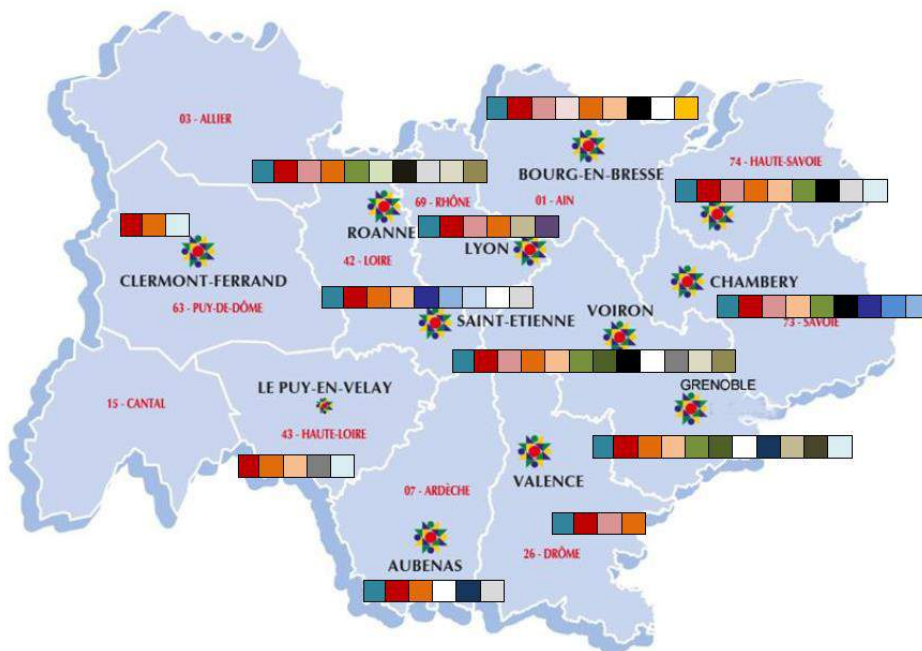 03 - ALLIER
BOURG-EN-BRESSE
74 - HAUTE-SAVOIE
69 - RHÔNE
01 - AIN
ROANNE
LYON
CLERMONT-FERRAND
42 - LOIRE
CHAMBERY
63 - PUY-DE-DÔME
SAINT-ETIENNE
VOIRON
73 - SAVOIE
LE PUY-EN-VELAY
GRENOBLE
15 - CANTAL
43 - HAUTE-LOIRE
VALENCE
07 - ARDÈCHE
26 - DRÔME
AUBENAS